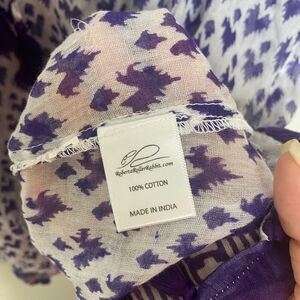 RobertaRollerRabbit.com
100% COTTON
MADE IN INDIA